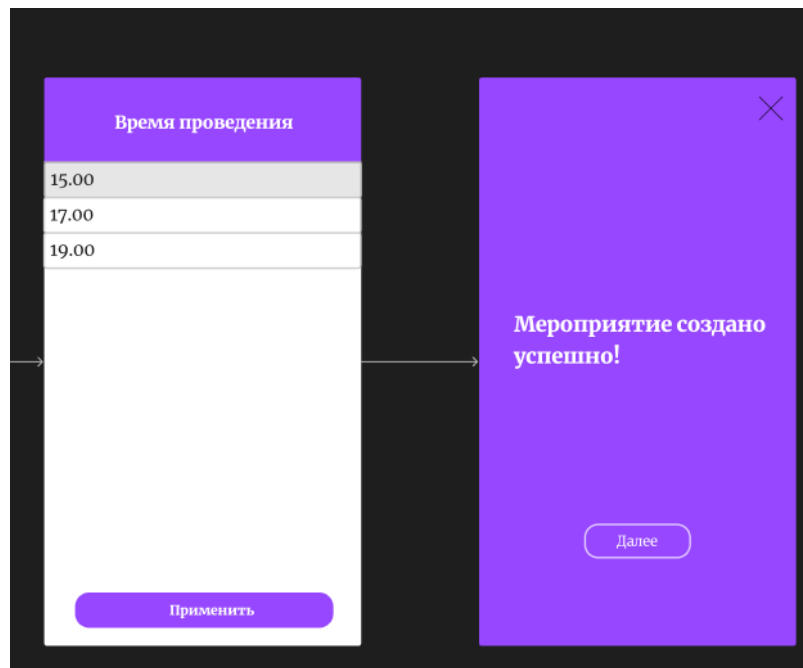 Время проведения
15.00
17.00
19.00
Применить
Мероприятие создано
успешно!
Далее